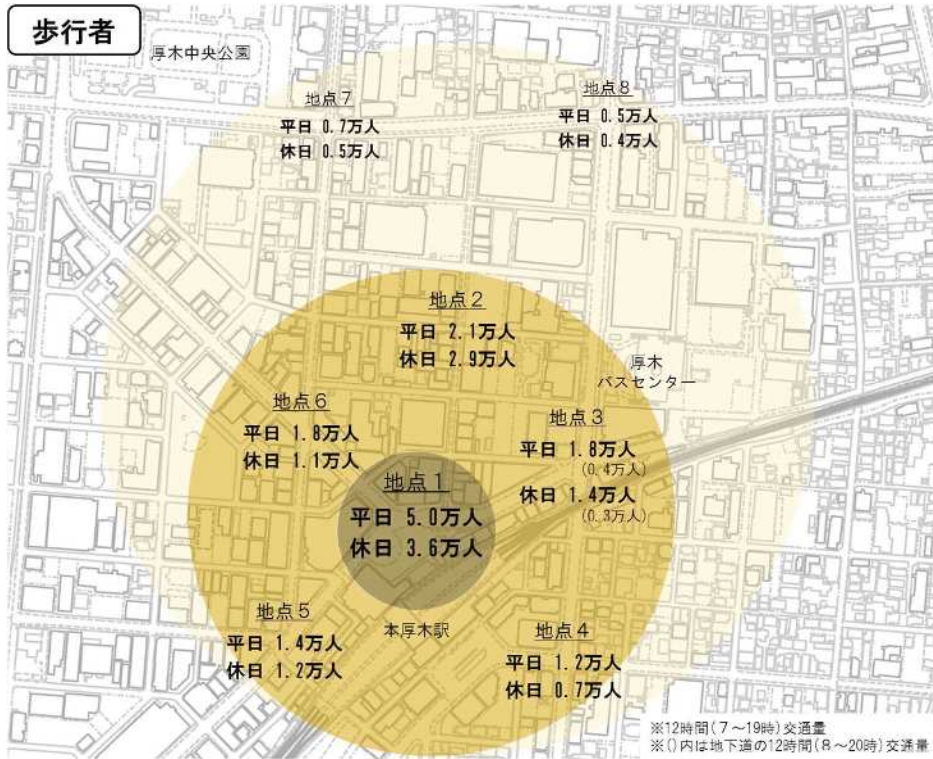 歩行者
厚木中央公園
地点7
平日 0.7万人
休日 0.5万人
地点8
平日 0.5万人
休日 0.4万人
地点2
平日 2.1万人
休日 2.9万人
厚木
バスセンター
地点6
平日 1.8万人
休日 1.1万人
地点3
平日 1.8万人
(0.4万人)
休日 1.4万人
(0.3万人)
地点1
平日 5.0万人
休日 3.6万人
地点5
平日 1.4万人
休日 1.2万人
本厚木駅
地点4
平日 1.2万人
休日 0.7万人
※12時間(7～19時)交通量
※()内は地下道の12時間(8～20時)交通量